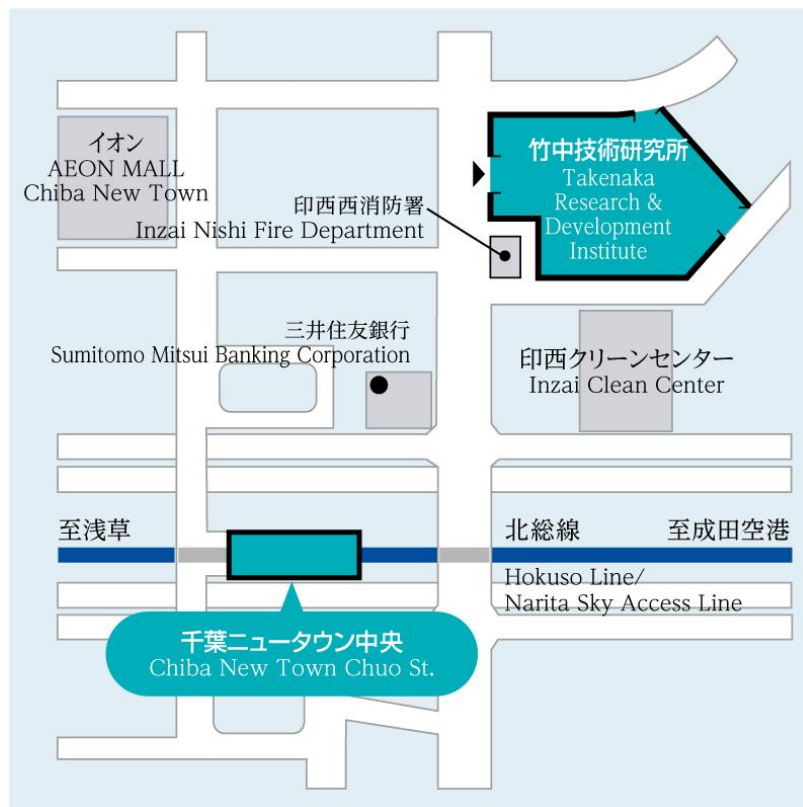 イオン
AEON MALL
Chiba New Town
竹中技術研究所
Takenaka
Research &
Development
Institute
印西西消防署
Inzai Nishi Fire Department
三井住友銀行
Sumitomo Mitsui Banking Corporation
印西クリーンセンター
Inzai Clean Center
至浅草
北総線
至成田空港
Hokuso Line/
Narita Sky Access Line
千葉ニュータウン中央
Chiba New Town Chuo St.